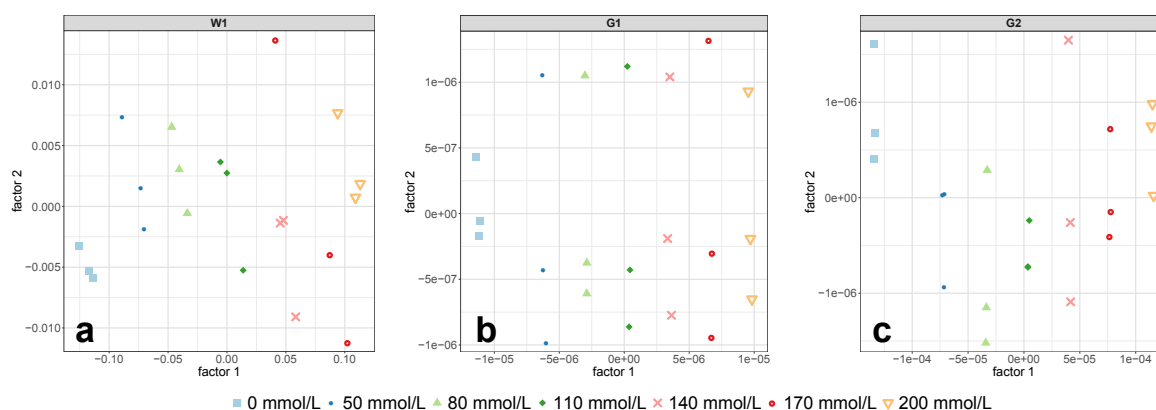 W1
G1
G2
0.010
0.005
0.000
−0.005
−0.010
factor 2
−0.10
−0.05
0.00
0.05
0.10
factor 1
a
1e−06
5e−07
0e+00
−5e−07
−1e−06
factor 2
−1e−05
−5e−06
0e+00
5e−06
1e−05
factor 1
b
1e−06
0e+00
−1e−06
factor 2
−1e−04
−5e−05
0e+00
5e−05
1e−04
factor 1
c
0 mmol/L 50 mmol/L 80 mmol/L 110 mmol/L 140 mmol/L 170 mmol/L 200 mmol/L